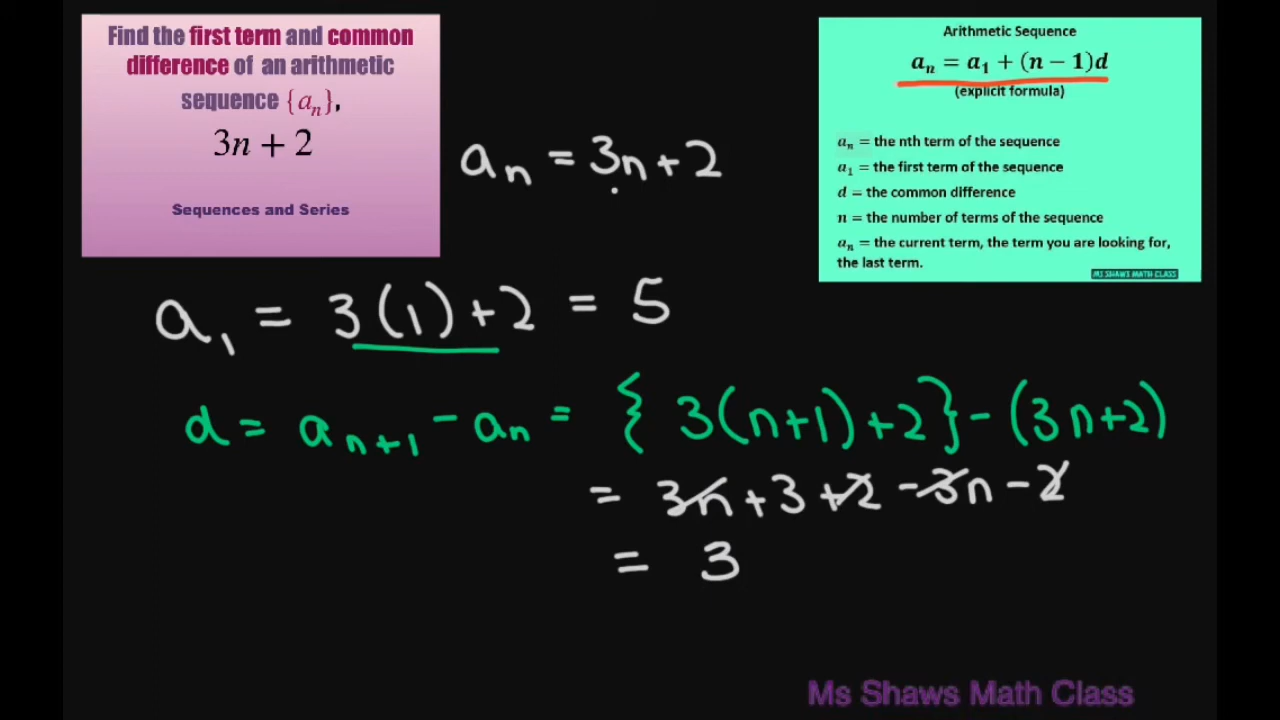 Find the first term and common
difference of an arithmetic
sequence {aₙ},
3n + 2
Sequences and Series
Arithmetic Sequence
aₙ = a₁ + (n − 1)d
(explicit formula)
aₙ = the nth term of the sequence
a₁ = the first term of the sequence
d = the common difference
n = the number of terms of the sequence
aₙ = the current term, the term you are looking for,
the last term.
MS SHAWS MATH CLASS
aₙ = 3n+2
a₁ = 3(1)+2 = 5
d = aₙ₊₁ - aₙ = { 3(n+1)+2} - (3n+2)
= 3n+3+2-3n-2
= 3
Ms Shaws Math Class